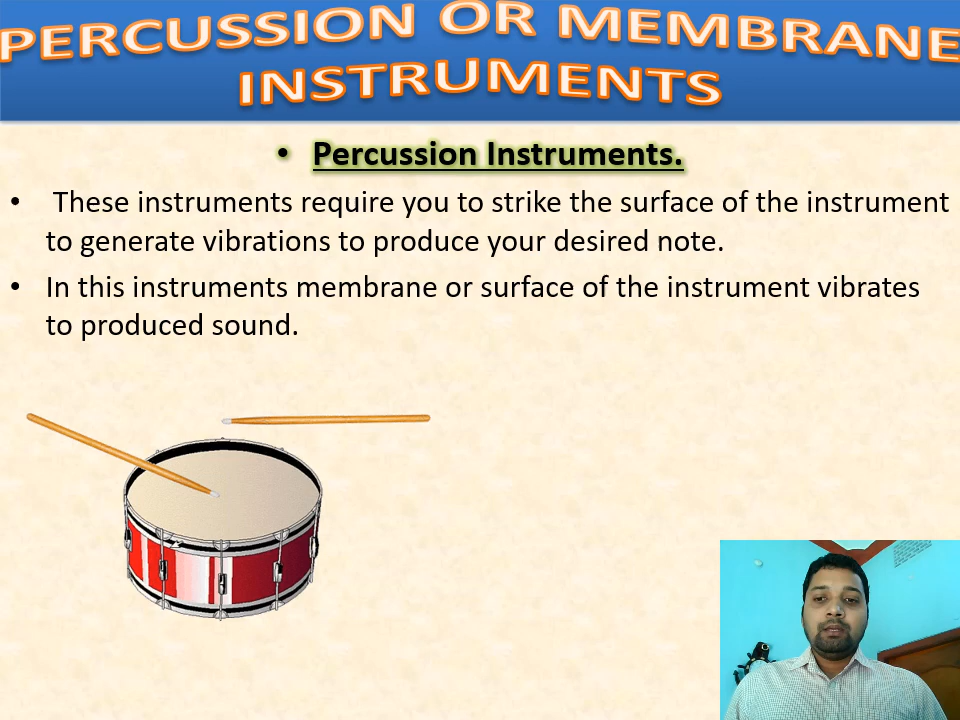 PERCUSSION OR MEMBRANE
INSTRUMENTS
• Percussion Instruments.
• These instruments require you to strike the surface of the instrument
to generate vibrations to produce your desired note.
• In this instruments membrane or surface of the instrument vibrates
to produced sound.